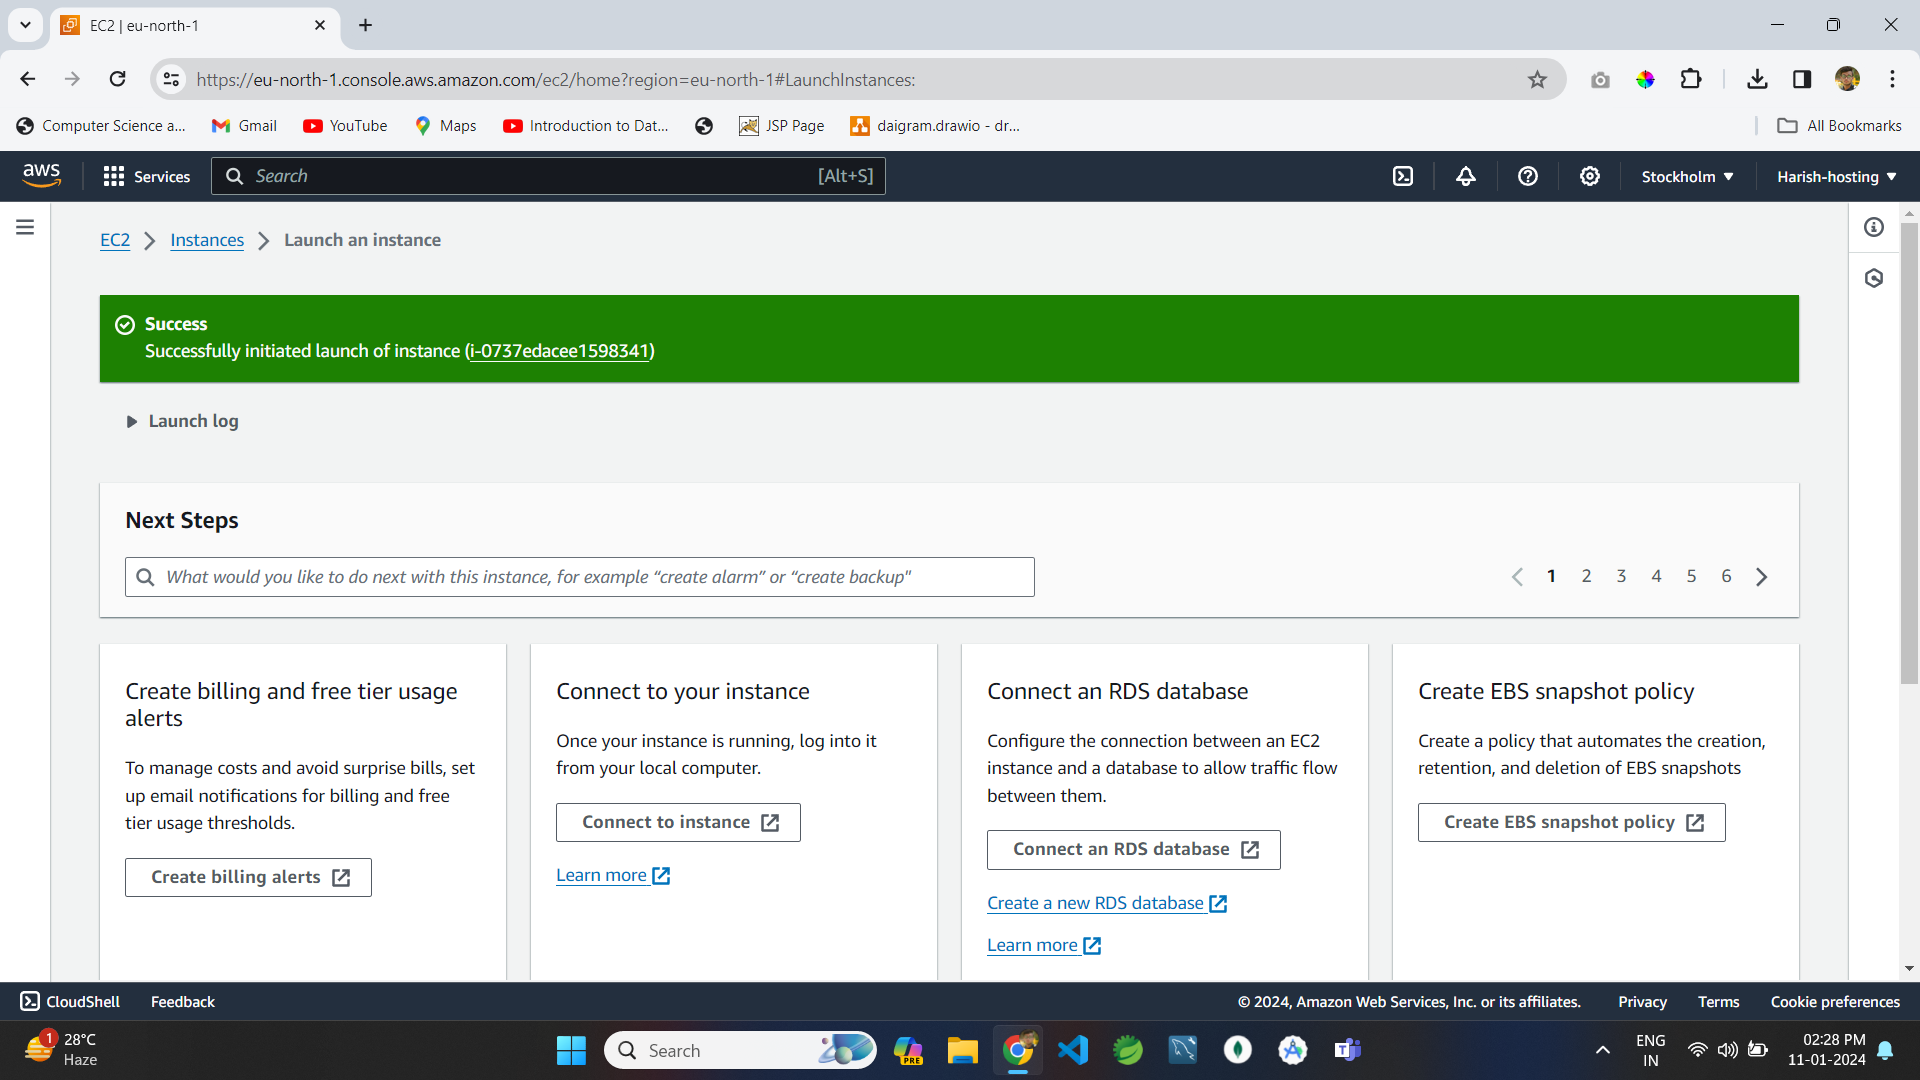 EC2 | eu-north-1
https://eu-north-1.console.aws.amazon.com/ec2/home?region=eu-north-1#LaunchInstances:
Computer Science a...
Gmail
YouTube
Maps
Introduction to Dat...
JSP Page
daigram.drawio - dr...
All Bookmarks
aws
Services
Search
[Alt+S]
Stockholm
Harish-hosting
EC2
Instances
Launch an instance
Success
Successfully initiated launch of instance (i-0737edacee1598341)
Launch log
Next Steps
What would you like to do next with this instance, for example “create alarm” or “create backup"
1 2 3 4 5 6
Create billing and free tier usage
alerts
To manage costs and avoid surprise bills, set
up email notifications for billing and free
tier usage thresholds.
Create billing alerts
Connect to your instance
Once your instance is running, log into it
from your local computer.
Connect to instance
Learn more
Connect an RDS database
Configure the connection between an EC2
instance and a database to allow traffic flow
between them.
Connect an RDS database
Create a new RDS database
Learn more
Create EBS snapshot policy
Create a policy that automates the creation,
retention, and deletion of EBS snapshots
Create EBS snapshot policy
CloudShell
Feedback
© 2024, Amazon Web Services, Inc. or its affiliates.
Privacy
Terms
Cookie preferences
1
28°C
Haze
Search
PRE
ENG
IN
02:28 PM
11-01-2024